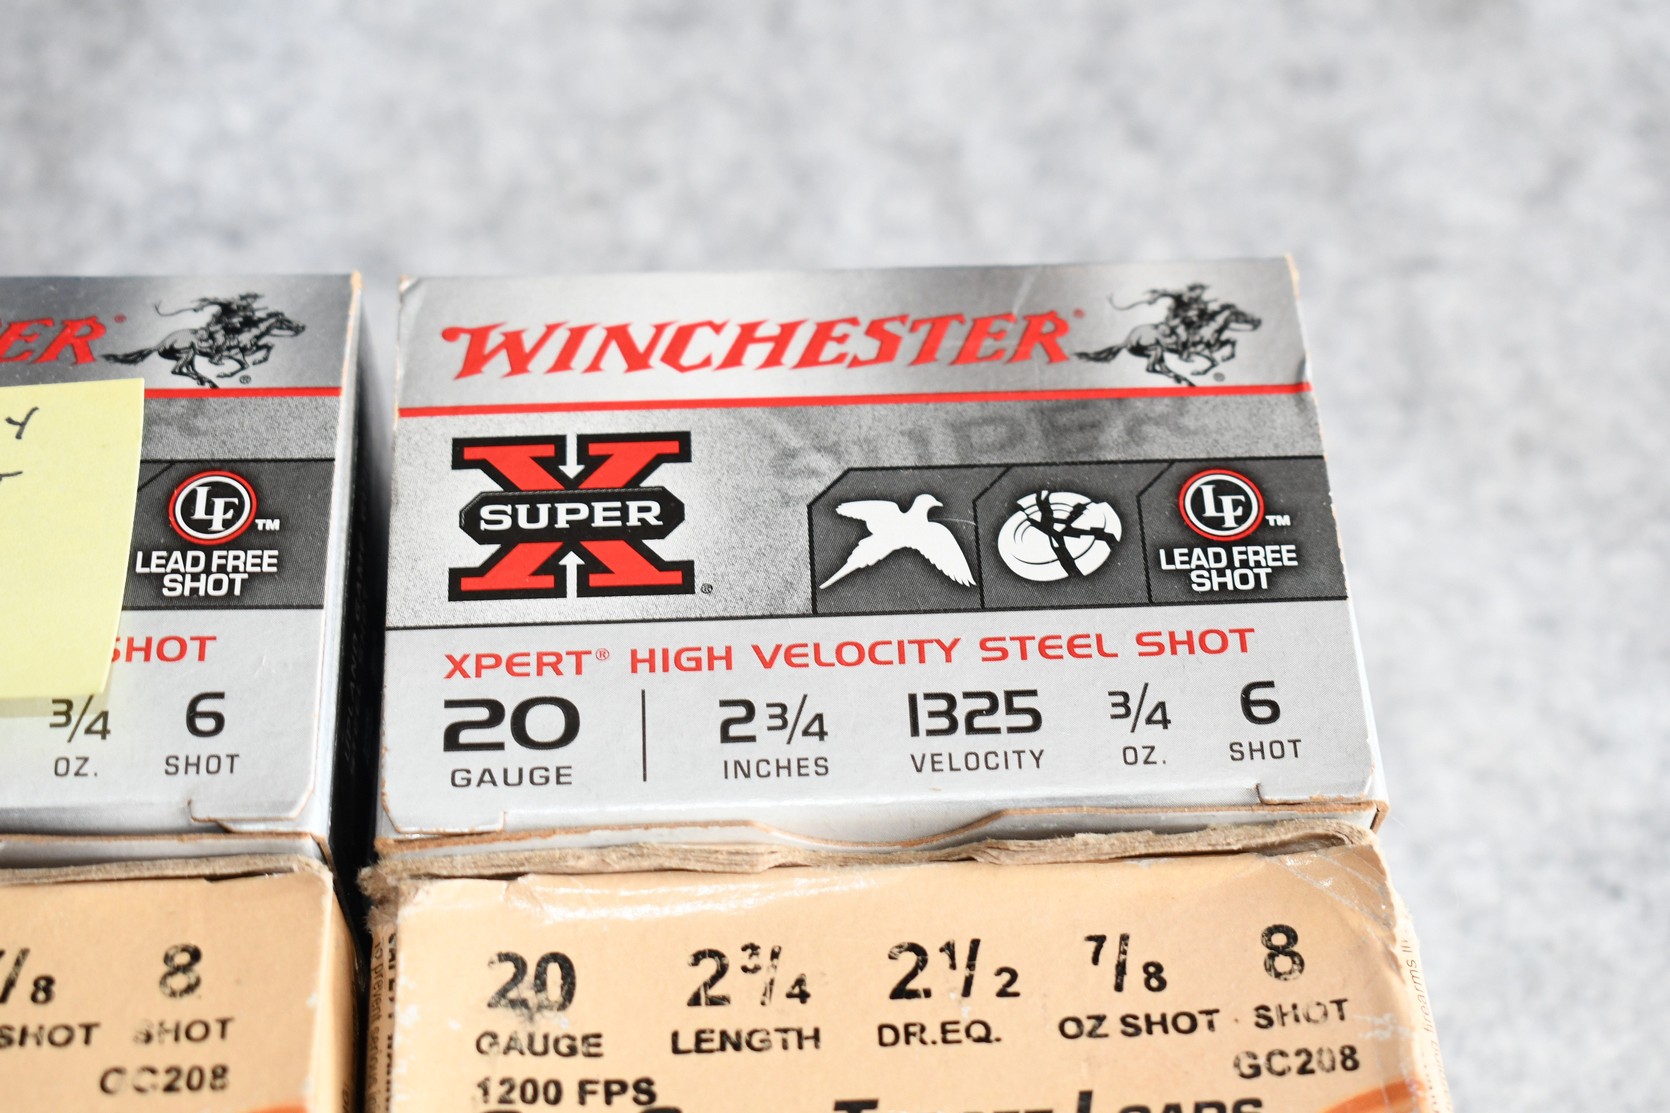 WINCHESTER®
SUPER X®
SUPER
LF™
LEAD FREE
SHOT
XPERT® HIGH VELOCITY STEEL SHOT
20 2 3/4 1325 3/4 6
GAUGE INCHES VELOCITY OZ. SHOT
ER®
LF™
LEAD FREE
SHOT
SHOT
3/4 6
OZ. SHOT
20 2 3/4 2 1/2 7/8 8
GAUGE LENGTH DR.EQ. OZ SHOT · SHOT
GC208
1200 FPS
/8 8
SHOT SHOT
GC208